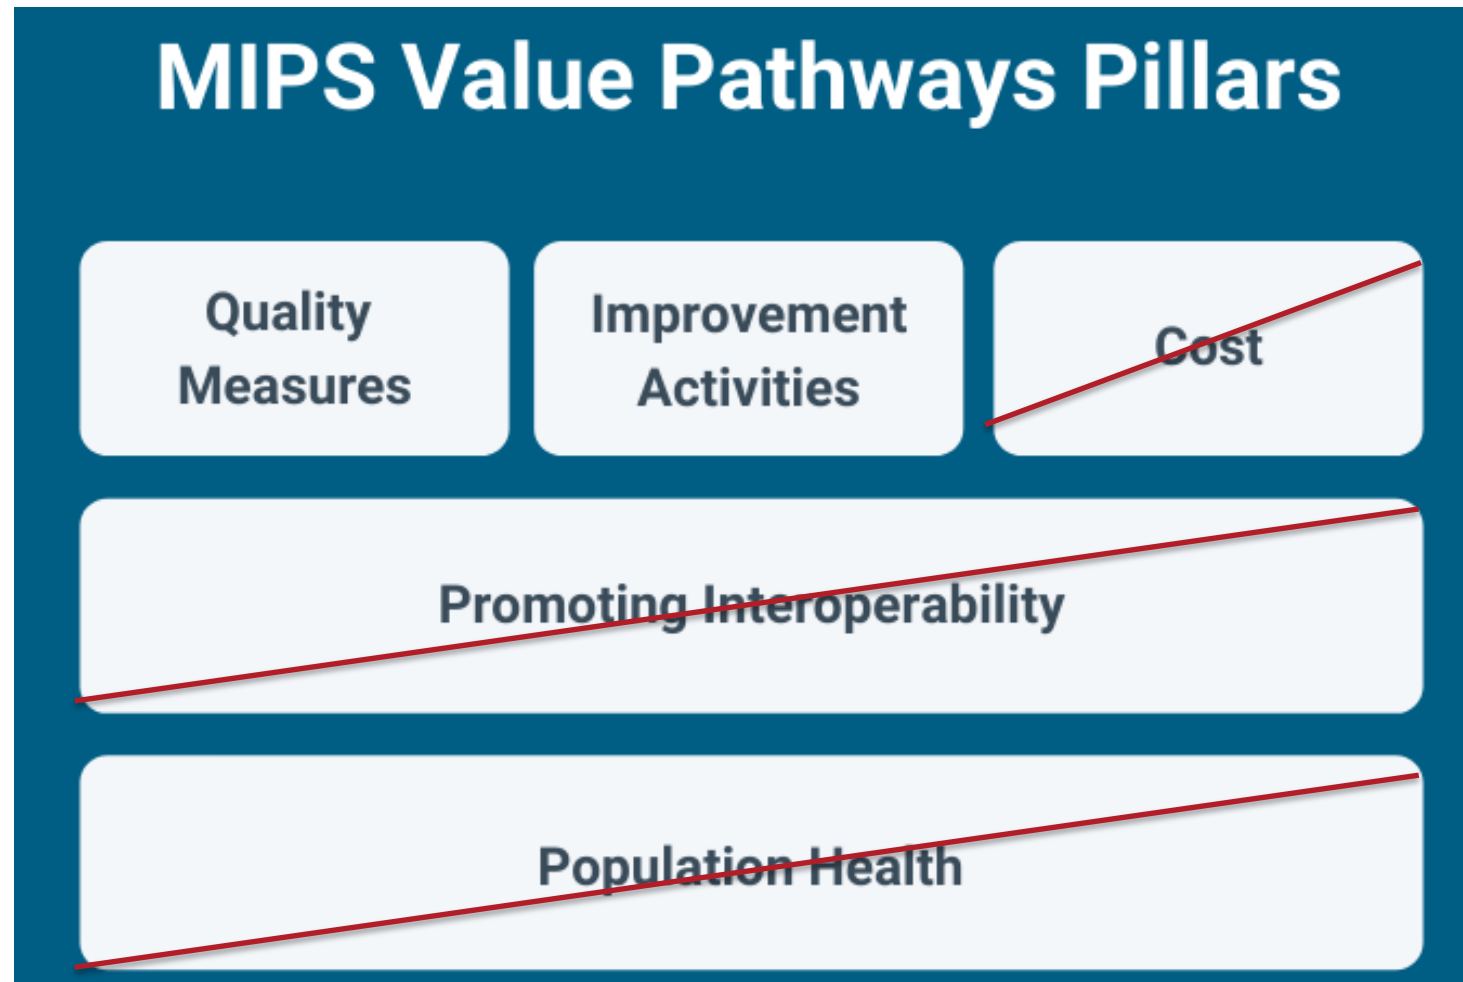 MIPS Value Pathways Pillars
Quality
Measures
Improvement
Activities
Cost
Promoting Interoperability
Population Health